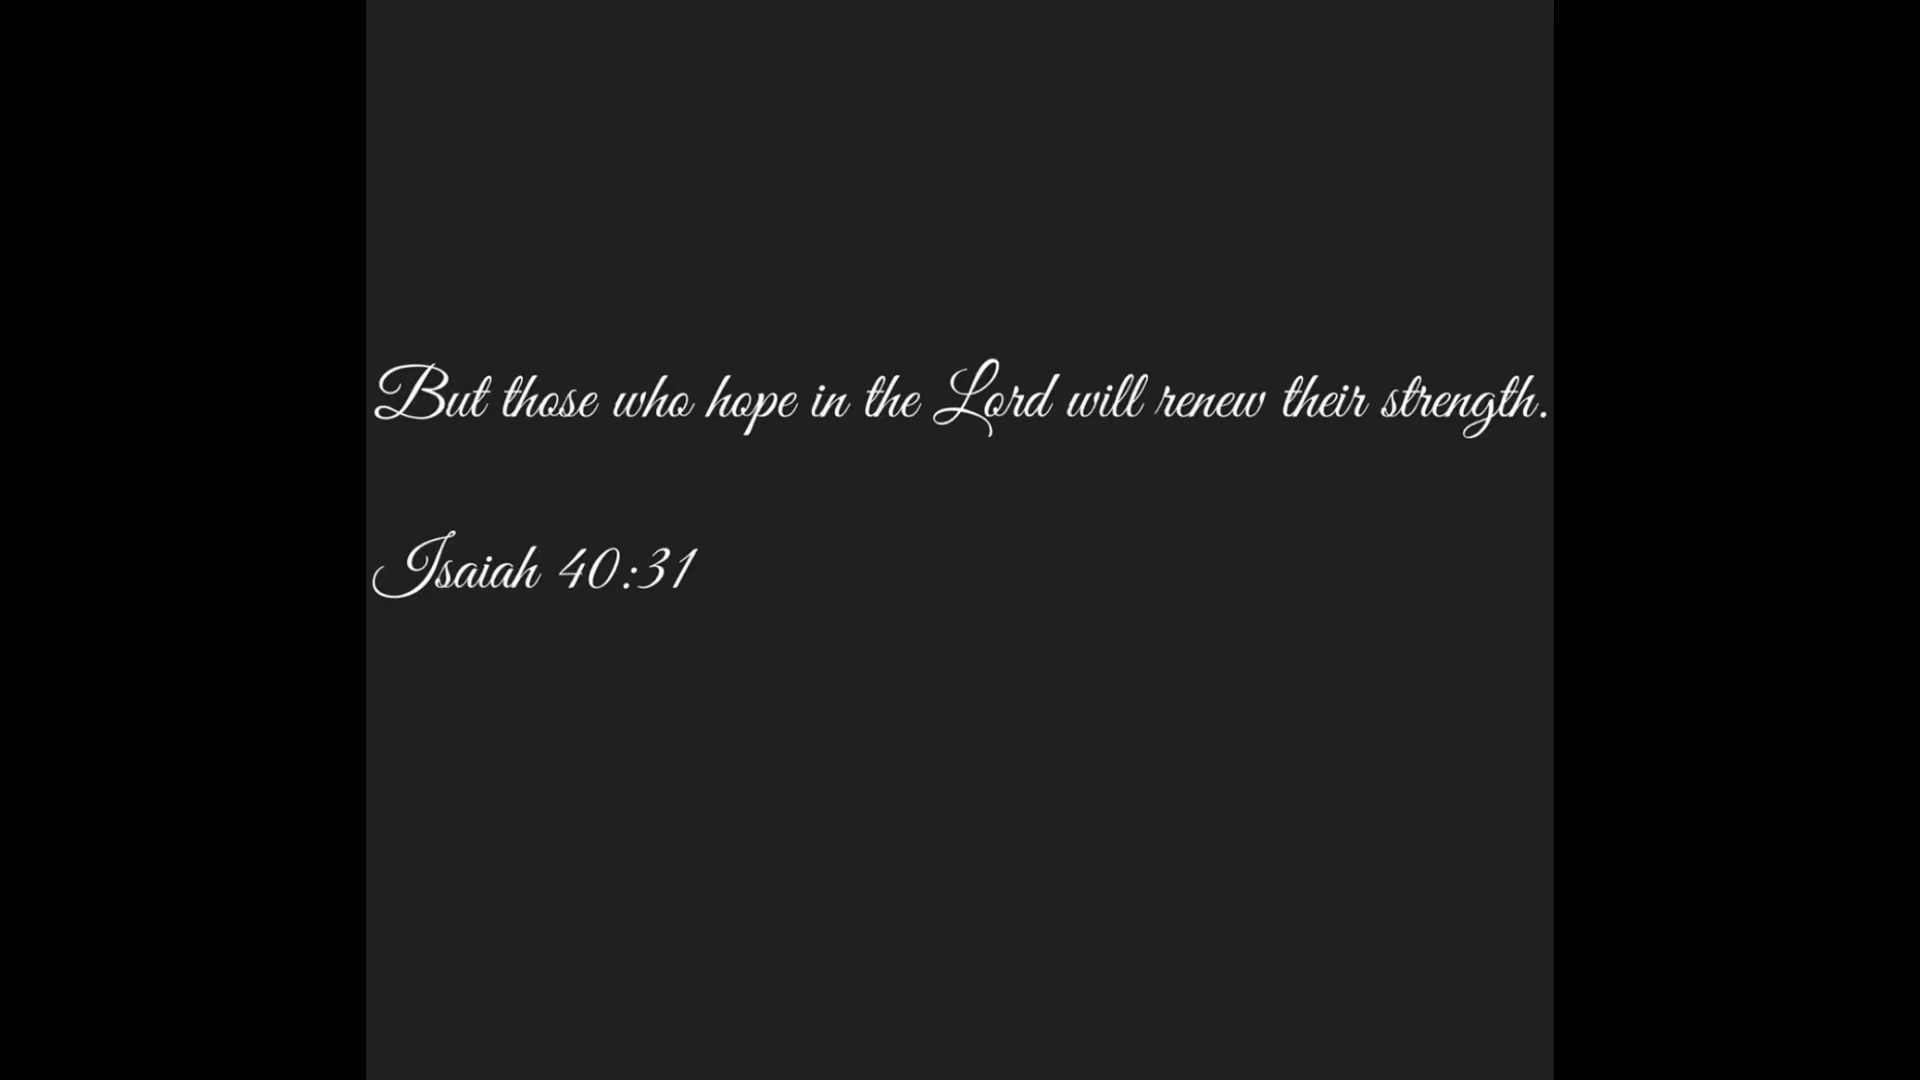 But those who hope in the Lord will renew their strength.
Isaiah 40:31